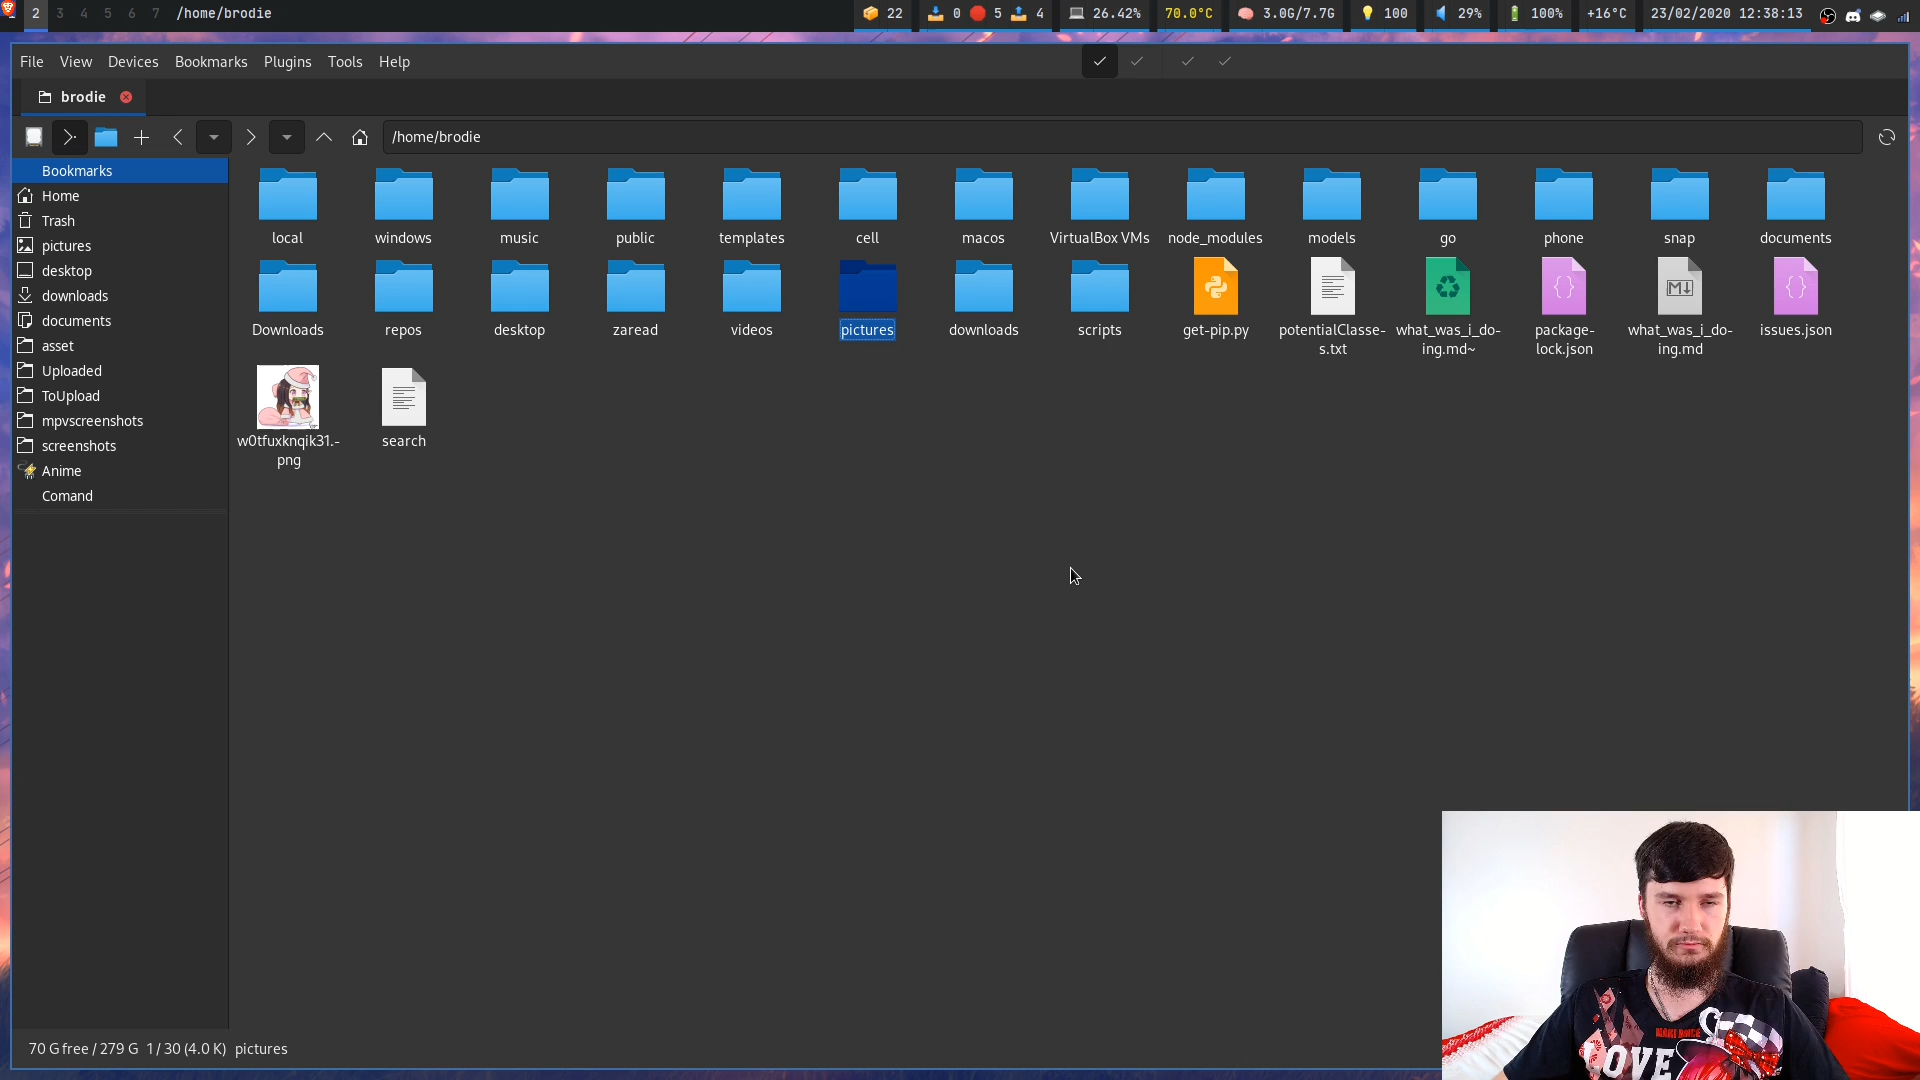 2 3 4 5 6 7 /home/brodie 22 0 5 4 26.42% 70.0°C 3.0G/7.7G 100 29% 100% +16°C 23/02/2020 12:38:13
File View Devices Bookmarks Plugins Tools Help
brodie
/home/brodie
Bookmarks
Home
Trash
pictures
desktop
downloads
documents
asset
Uploaded
ToUpload
mpvscreenshots
screenshots
Anime
Comand
local windows music public templates cell macos VirtualBox VMs node_modules models go phone snap documents
Downloads repos desktop zaread videos pictures downloads scripts get-pip.py potentialClasse- what_was_i_do- package- what_was_i_do- issues.json
s.txt ing.md~ lock.json ing.md
M↓
w0tfuxknqik31.- search
png
70 G free / 279 G 1 / 30 (4.0 K) pictures
LOVE